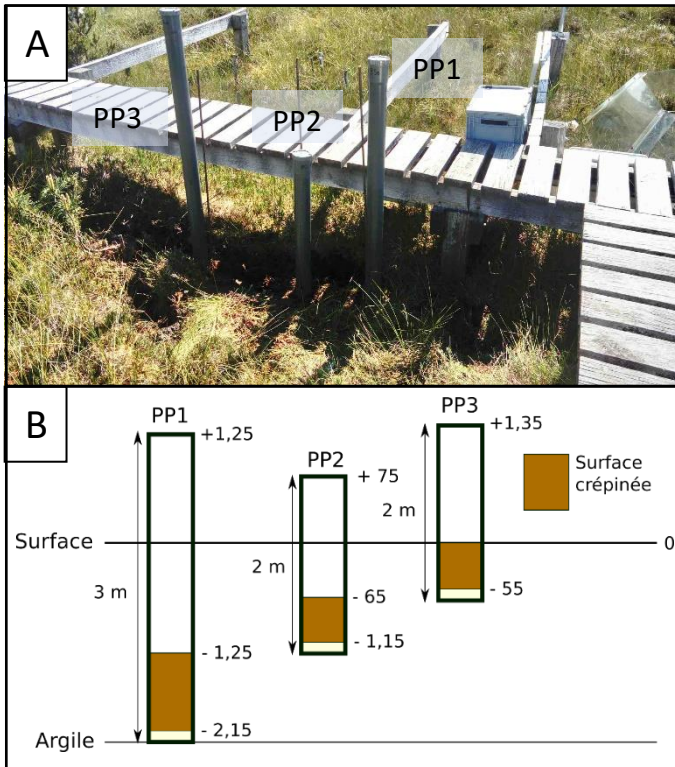 A
PP1
PP2
PP3
B
PP1
+1,25
PP2
+ 75
PP3
+1,35
Surface
crépinée
2 m
Surface
0
3 m
2 m
- 65
- 55
- 1,15
- 1,25
- 2,15
Argile